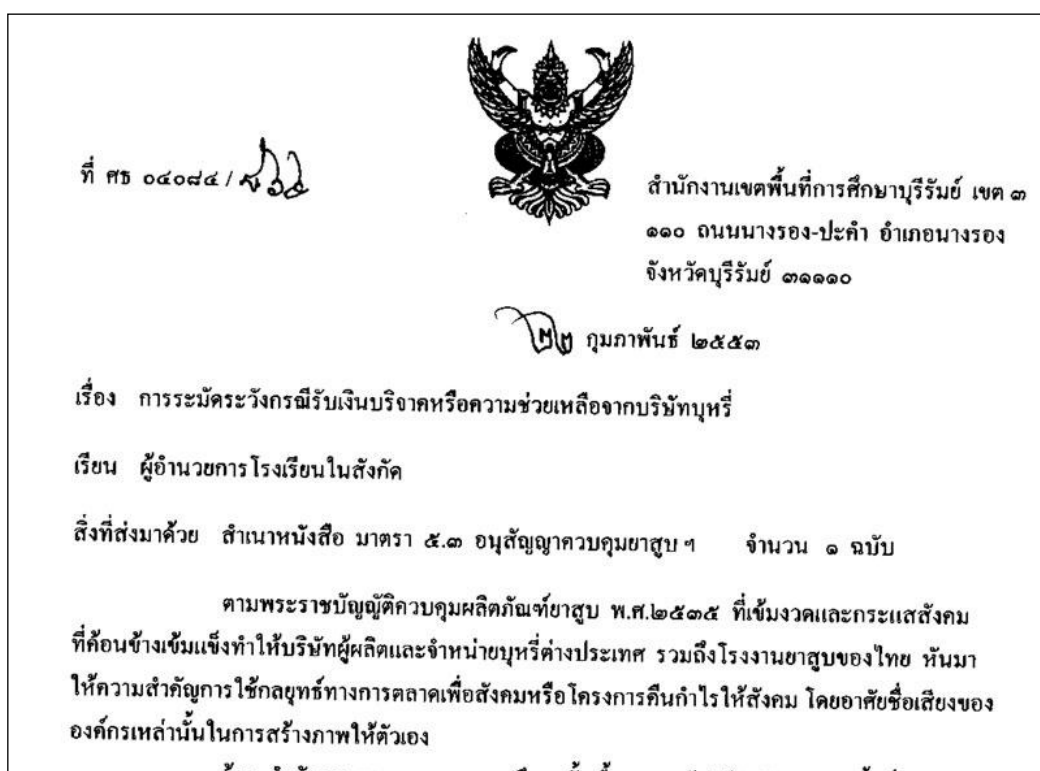 ที่ ศธ ๐๔๐๘๔ /
สำนักงานเขตพื้นที่การศึกษาบุรีรัมย์ เขต ๓
๑๑๐ ถนนนางรอง-ปะคำ อำเภอนางรอง
จังหวัดบุรีรัมย์ ๓๑๑๑๐
๒๒ กุมภาพันธ์ ๒๕๕๓
เรื่อง การระมัดระวังกรณีรับเงินบริจาคหรือความช่วยเหลือจากบริษัทบุหรี่
เรียน ผู้อำนวยการโรงเรียนในสังกัด
สิ่งที่ส่งมาด้วย สำเนาหนังสือ มาตรา ๕.๓ อนุสัญญาควบคุมยาสูบ ฯ จำนวน ๑ ฉบับ
ตามพระราชบัญญัติควบคุมผลิตภัณฑ์ยาสูบ พ.ศ.๒๕๓๕ ที่เข้มงวดและกระแสสังคม
ที่ค้อนข้างเข้มแข็งทำให้บริษัทผู้ผลิตและจำหน่ายบุหรี่ต่างประเทศ รวมถึงโรงงานยาสูบของไทย หันมา
ให้ความสำคัญการใช้กลยุทธ์ทางการตลาดเพื่อสังคมหรือโครงการคืนกำไรให้สังคม โดยอาศัยชื่อเสียงของ
องค์กรเหล่านั้นในการสร้างภาพให้ตัวเอง